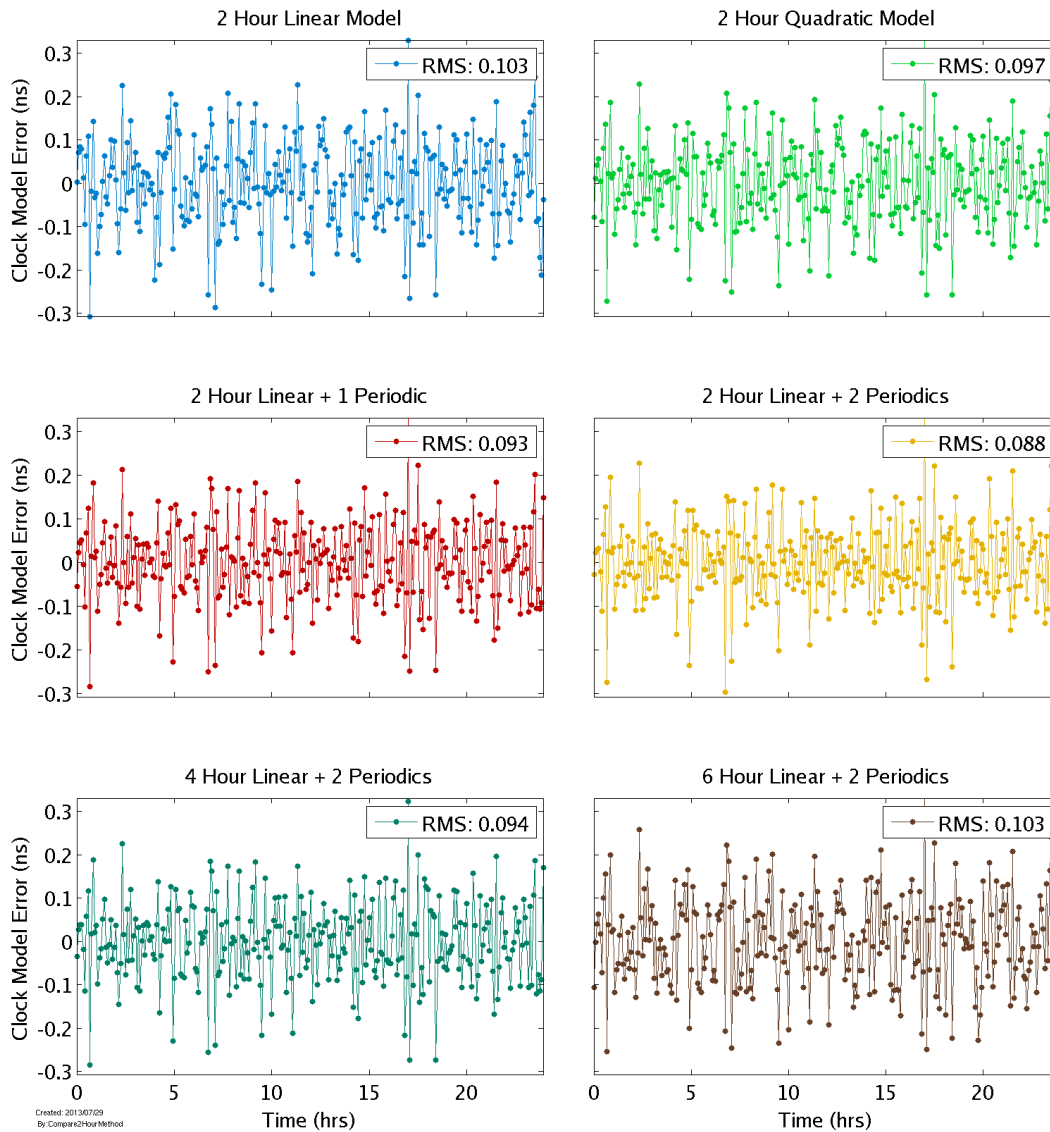 2 Hour Linear Model
2 Hour Quadratic Model
0.3
0.2
0.1
0
-0.1
-0.2
-0.3
Clock Model Error (ns)
RMS: 0.103
RMS: 0.097
2 Hour Linear + 1 Periodic
2 Hour Linear + 2 Periodics
0.3
0.2
0.1
0
-0.1
-0.2
-0.3
Clock Model Error (ns)
RMS: 0.093
RMS: 0.088
4 Hour Linear + 2 Periodics
6 Hour Linear + 2 Periodics
0.3
0.2
0.1
0
-0.1
-0.2
-0.3
Clock Model Error (ns)
RMS: 0.094
RMS: 0.103
0 5 10 15 20
0 5 10 15 20
Time (hrs)
Time (hrs)
Created: 2013/07/29
By:Compare2HourMethod